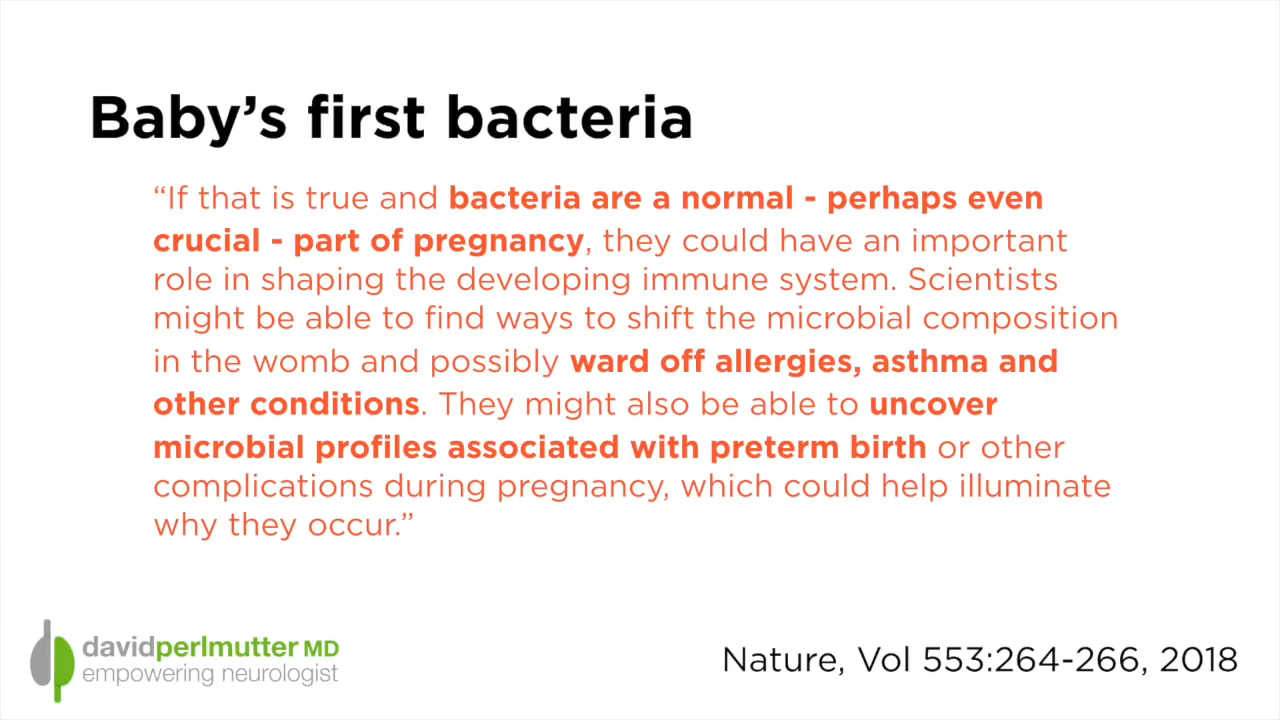 Baby’s first bacteria
“If that is true and bacteria are a normal - perhaps even
crucial - part of pregnancy, they could have an important
role in shaping the developing immune system. Scientists
might be able to find ways to shift the microbial composition
in the womb and possibly ward off allergies, asthma and
other conditions. They might also be able to uncover
microbial profiles associated with preterm birth or other
complications during pregnancy, which could help illuminate
why they occur.”
davidperlmutter MD
empowering neurologist
Nature, Vol 553:264-266, 2018